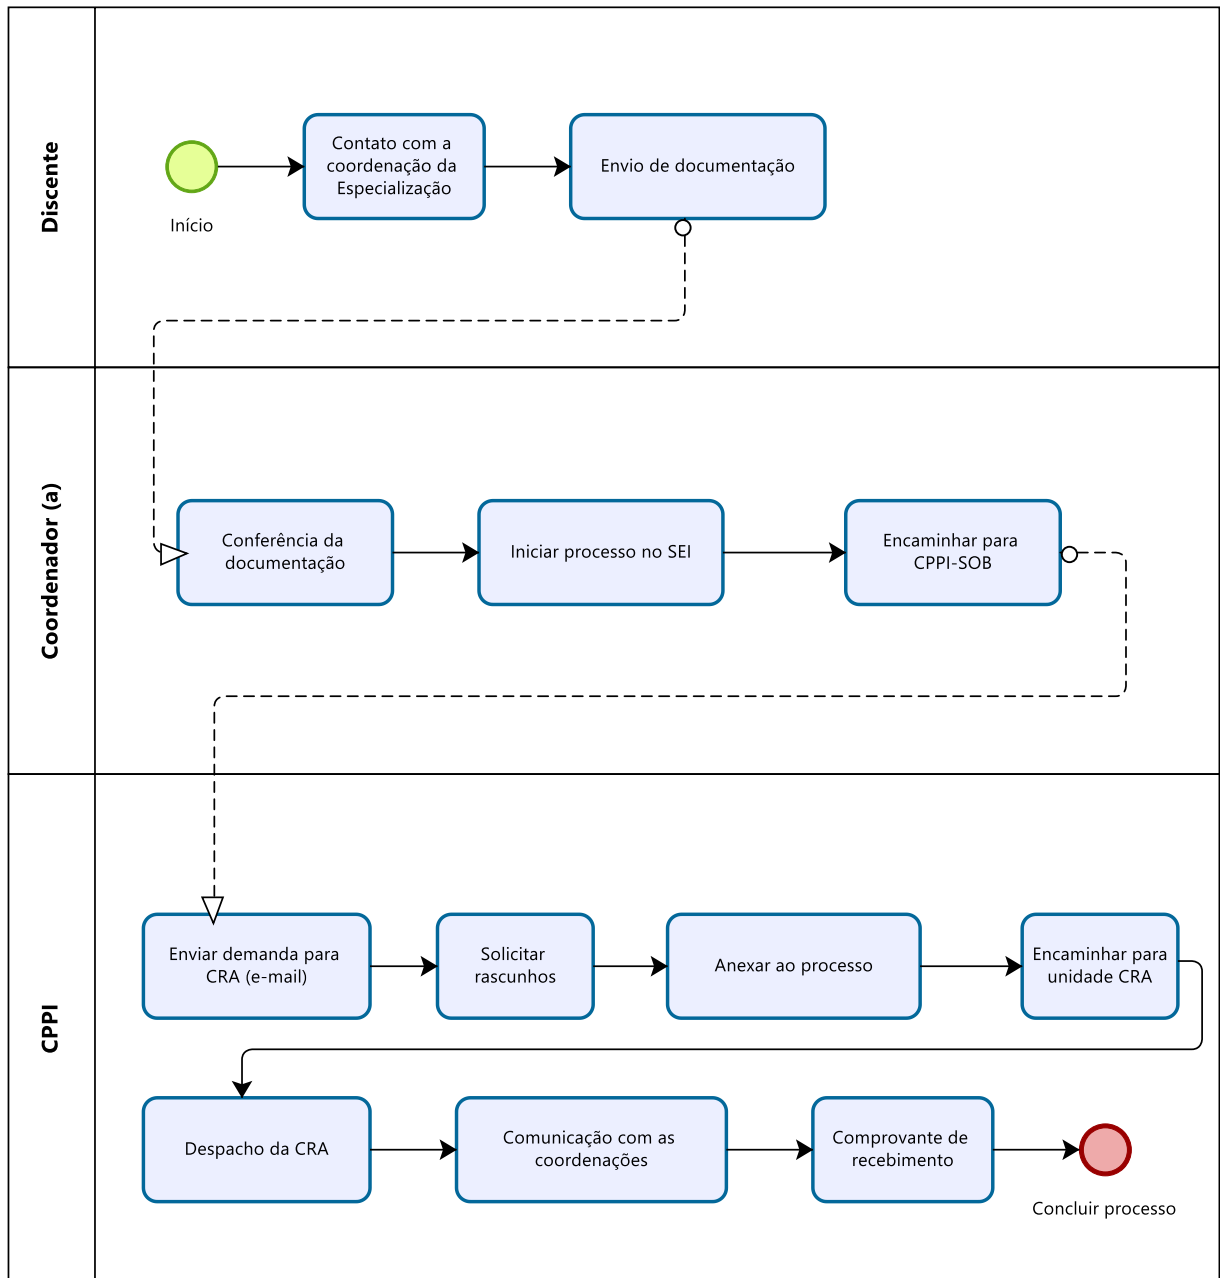 Discente
Início
Contato com a
coordenação da
Especialização
Envio de documentação
Coordenador (a)
Conferência da
documentação
Iniciar processo no SEI
Encaminhar para
CPPI-SOB
CPPI
Enviar demanda para
CRA (e-mail)
Solicitar
rascunhos
Anexar ao processo
Encaminhar para
unidade CRA
Despacho da CRA
Comunicação com as
coordenações
Comprovante de
recebimento
Concluir processo